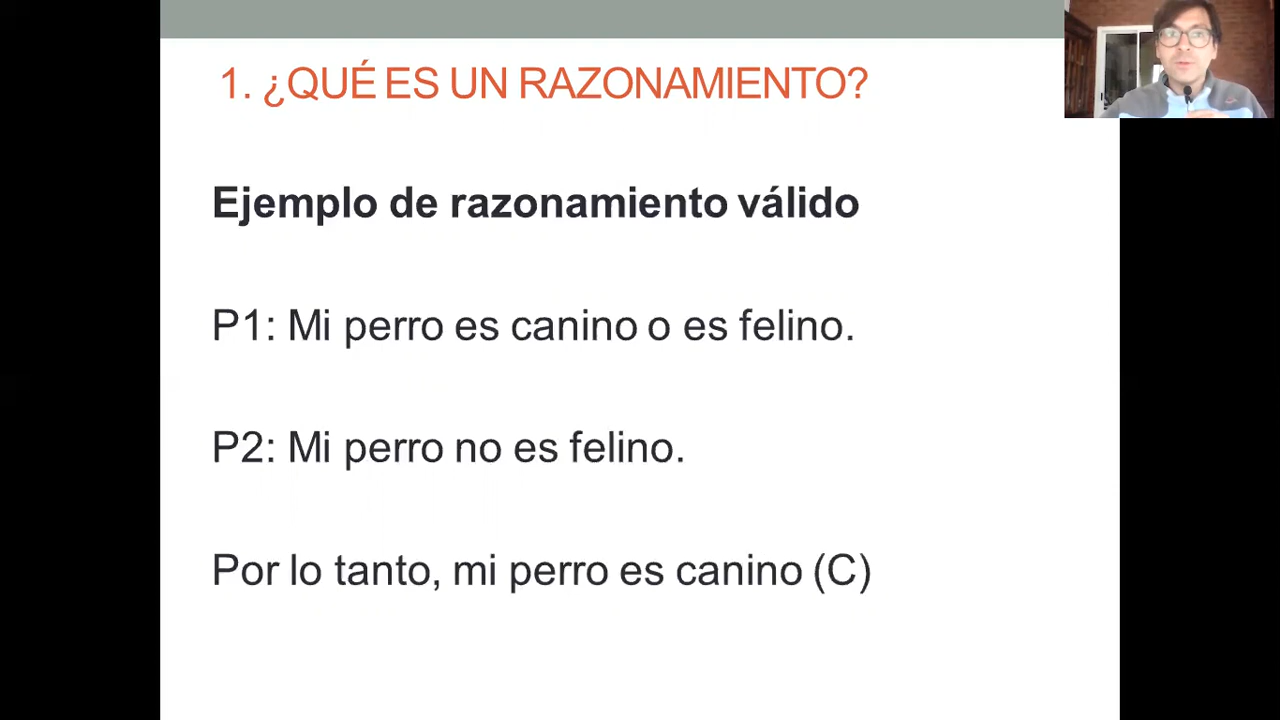 1. ¿QUÉ ES UN RAZONAMIENTO?
Ejemplo de razonamiento válido
P1: Mi perro es canino o es felino.
P2: Mi perro no es felino.
Por lo tanto, mi perro es canino (C)